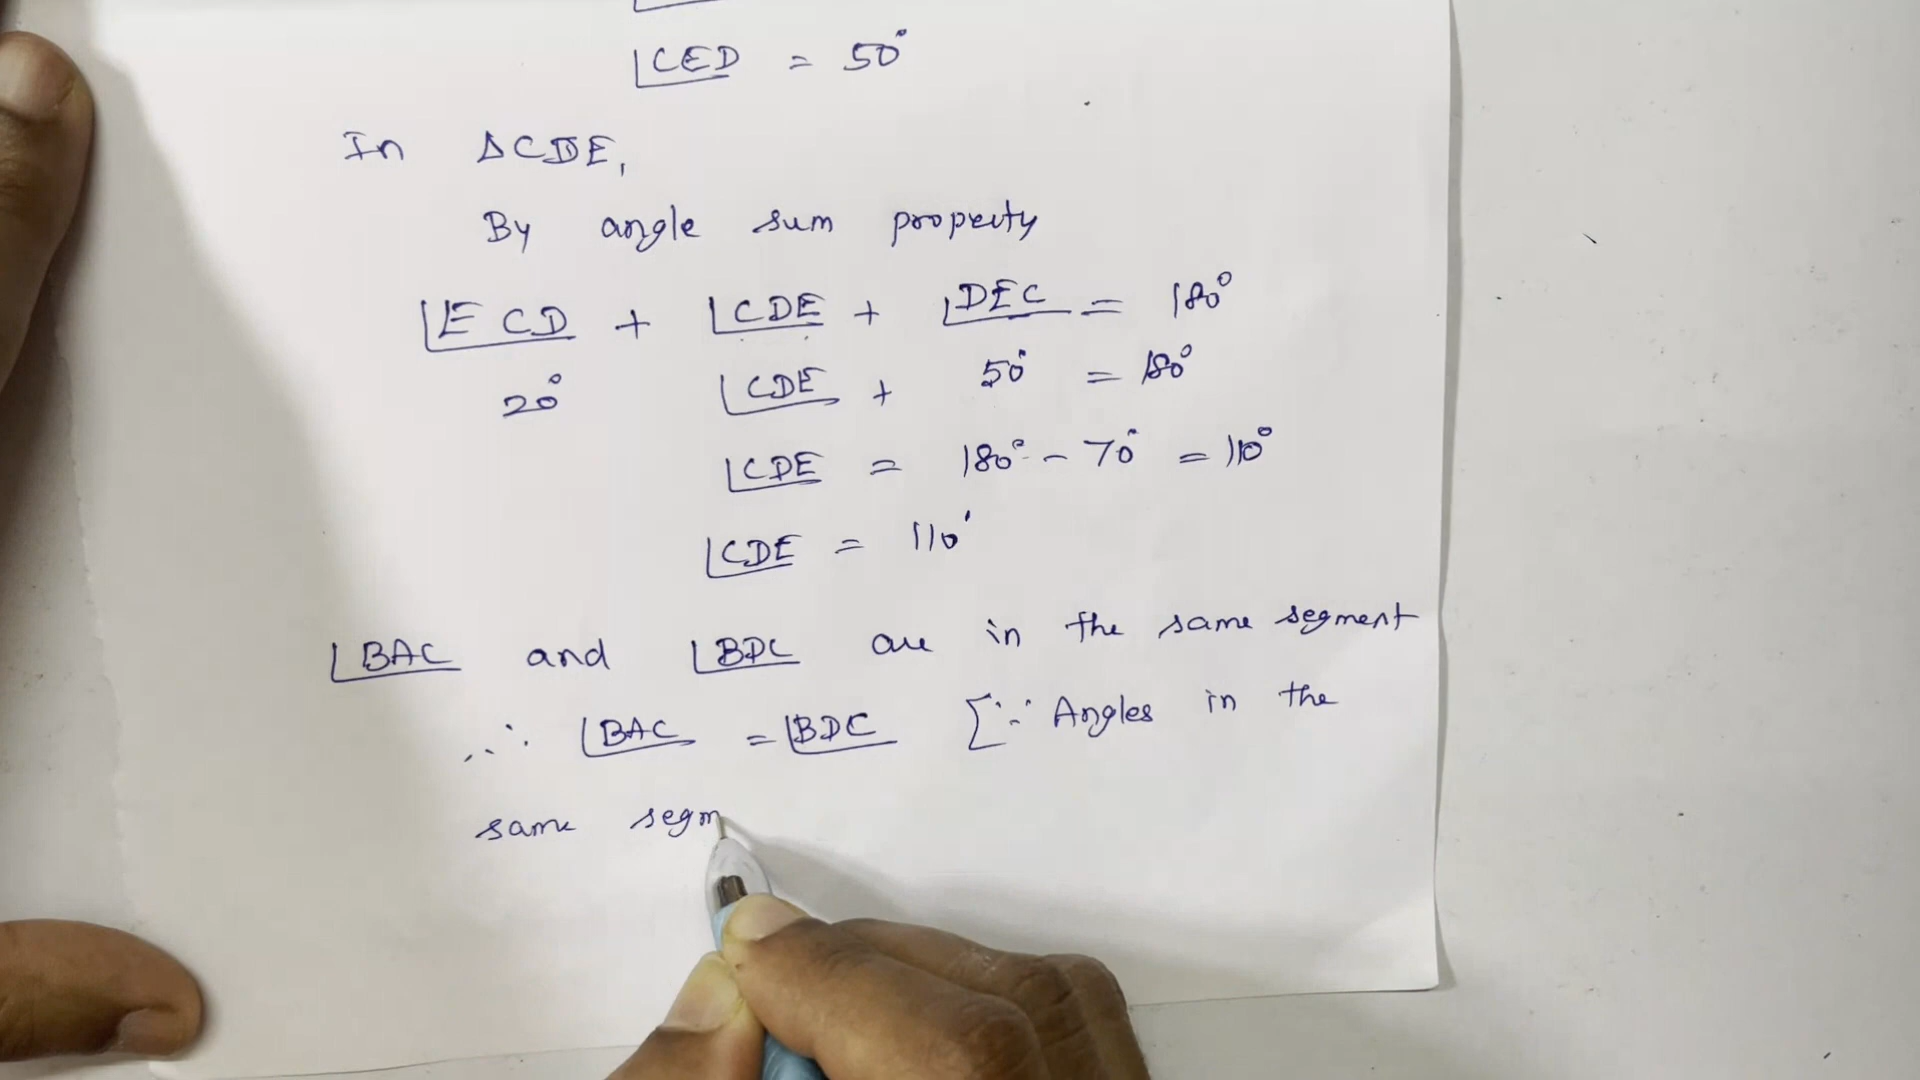 ∠CED = 50°
In ΔCDE,
By angle sum property
∠ECD + ∠CDE + ∠DEC = 180°
20° ∠CDE + 50° = 180°
∠CDE = 180° - 70° = 110°
∠CDE = 110°
∠BAC and ∠BDC are in the same segment
∴ ∠BAC = ∠BDC [∵ Angles in the
same segm